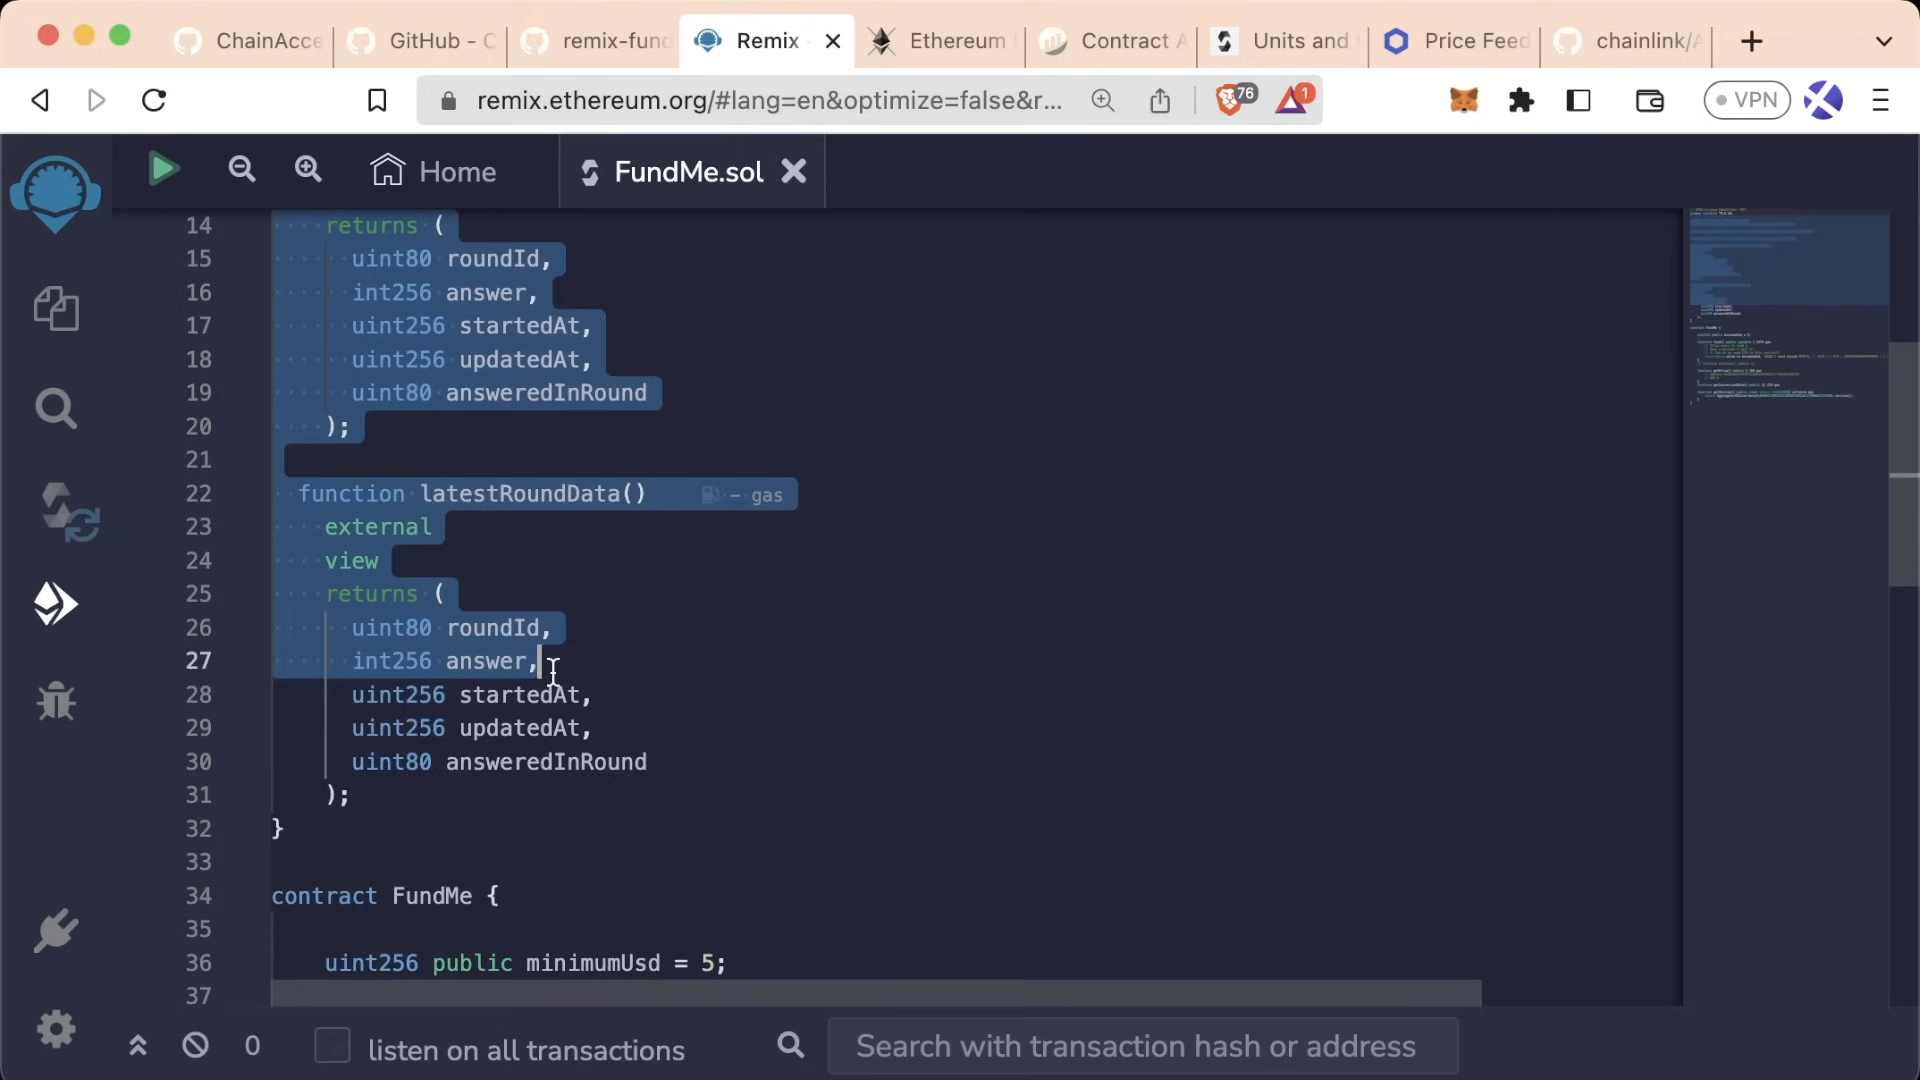 ChainAcce
GitHub - C
remix-fund
Remix
Ethereum
Contract A
Units and
Price Feed
chainlink/A
remix.ethereum.org/#lang=en&optimize=false&r...
76
1
VPN
Home
FundMe.sol
14 returns (
15 uint80 roundId,
16 int256 answer,
17 uint256 startedAt,
18 uint256 updatedAt,
19 uint80 answeredInRound
20 );
21
22 function latestRoundData() - gas
23 external
24 view
25 returns (
26 uint80 roundId,
27 int256 answer,
28 uint256 startedAt,
29 uint256 updatedAt,
30 uint80 answeredInRound
31 );
32 }
33
34 contract FundMe {
35
36 uint256 public minimumUsd = 5;
37
0
listen on all transactions
Search with transaction hash or address